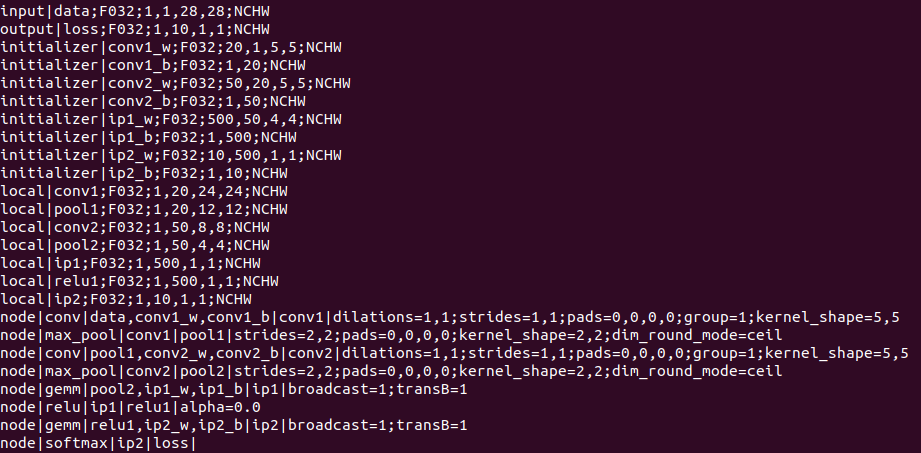 input|data;F032;1,1,28,28;NCHW
output|loss;F032;1,10,1,1;NCHW
initializer|conv1_w;F032;20,1,5,5;NCHW
initializer|conv1_b;F032;1,20;NCHW
initializer|conv2_w;F032;50,20,5,5;NCHW
initializer|conv2_b;F032;1,50;NCHW
initializer|ip1_w;F032;500,50,4,4;NCHW
initializer|ip1_b;F032;1,500;NCHW
initializer|ip2_w;F032;10,500,1,1;NCHW
initializer|ip2_b;F032;1,10;NCHW
local|conv1;F032;1,20,24,24;NCHW
local|pool1;F032;1,20,12,12;NCHW
local|conv2;F032;1,50,8,8;NCHW
local|pool2;F032;1,50,4,4;NCHW
local|ip1;F032;1,500,1,1;NCHW
local|relu1;F032;1,500,1,1;NCHW
local|ip2;F032;1,10,1,1;NCHW
node|conv|data,conv1_w,conv1_b|conv1|dilations=1,1;strides=1,1;pads=0,0,0,0;group=1;kernel_shape=5,5
node|max_pool|conv1|pool1|strides=2,2;pads=0,0,0,0;kernel_shape=2,2;dim_round_mode=ceil
node|conv|pool1,conv2_w,conv2_b|conv2|dilations=1,1;strides=1,1;pads=0,0,0,0;group=1;kernel_shape=5,5
node|max_pool|conv2|pool2|strides=2,2;pads=0,0,0,0;kernel_shape=2,2;dim_round_mode=ceil
node|gemm|pool2,ip1_w,ip1_b|ip1|broadcast=1;transB=1
node|relu|ip1|relu1|alpha=0.0
node|gemm|relu1,ip2_w,ip2_b|ip2|broadcast=1;transB=1
node|softmax|ip2|loss|